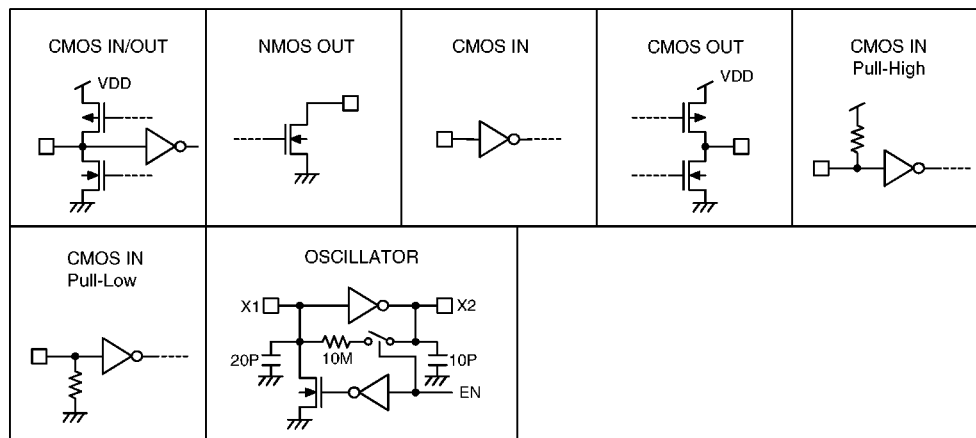 CMOS IN/OUT
VDD
NMOS OUT
CMOS IN
CMOS OUT
VDD
CMOS IN
Pull-High
CMOS IN
Pull-Low
OSCILLATOR
X1
X2
20P
10M
10P
EN